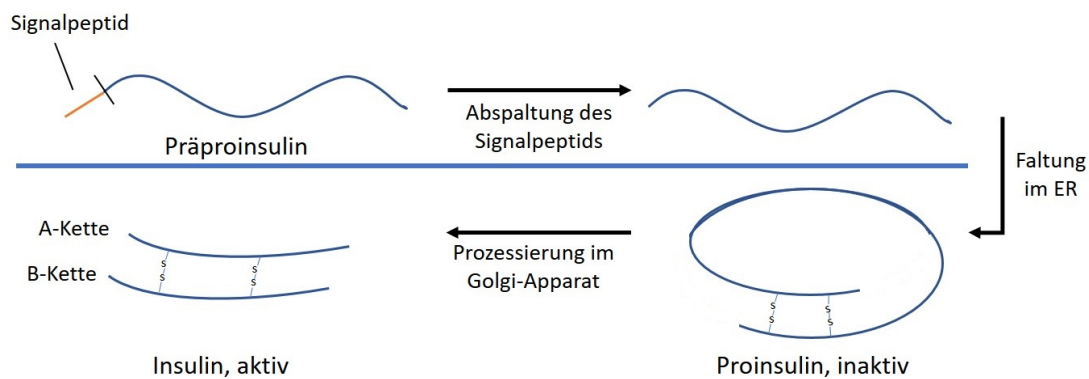 Signalpeptid
Präproinsulin
Abspaltung des
Signalpeptids
Faltung
im ER
A-Kette
B-Kette
s
s
s
s
Insulin, aktiv
Prozessierung im
Golgi-Apparat
s
s
s
s
Proinsulin, inaktiv